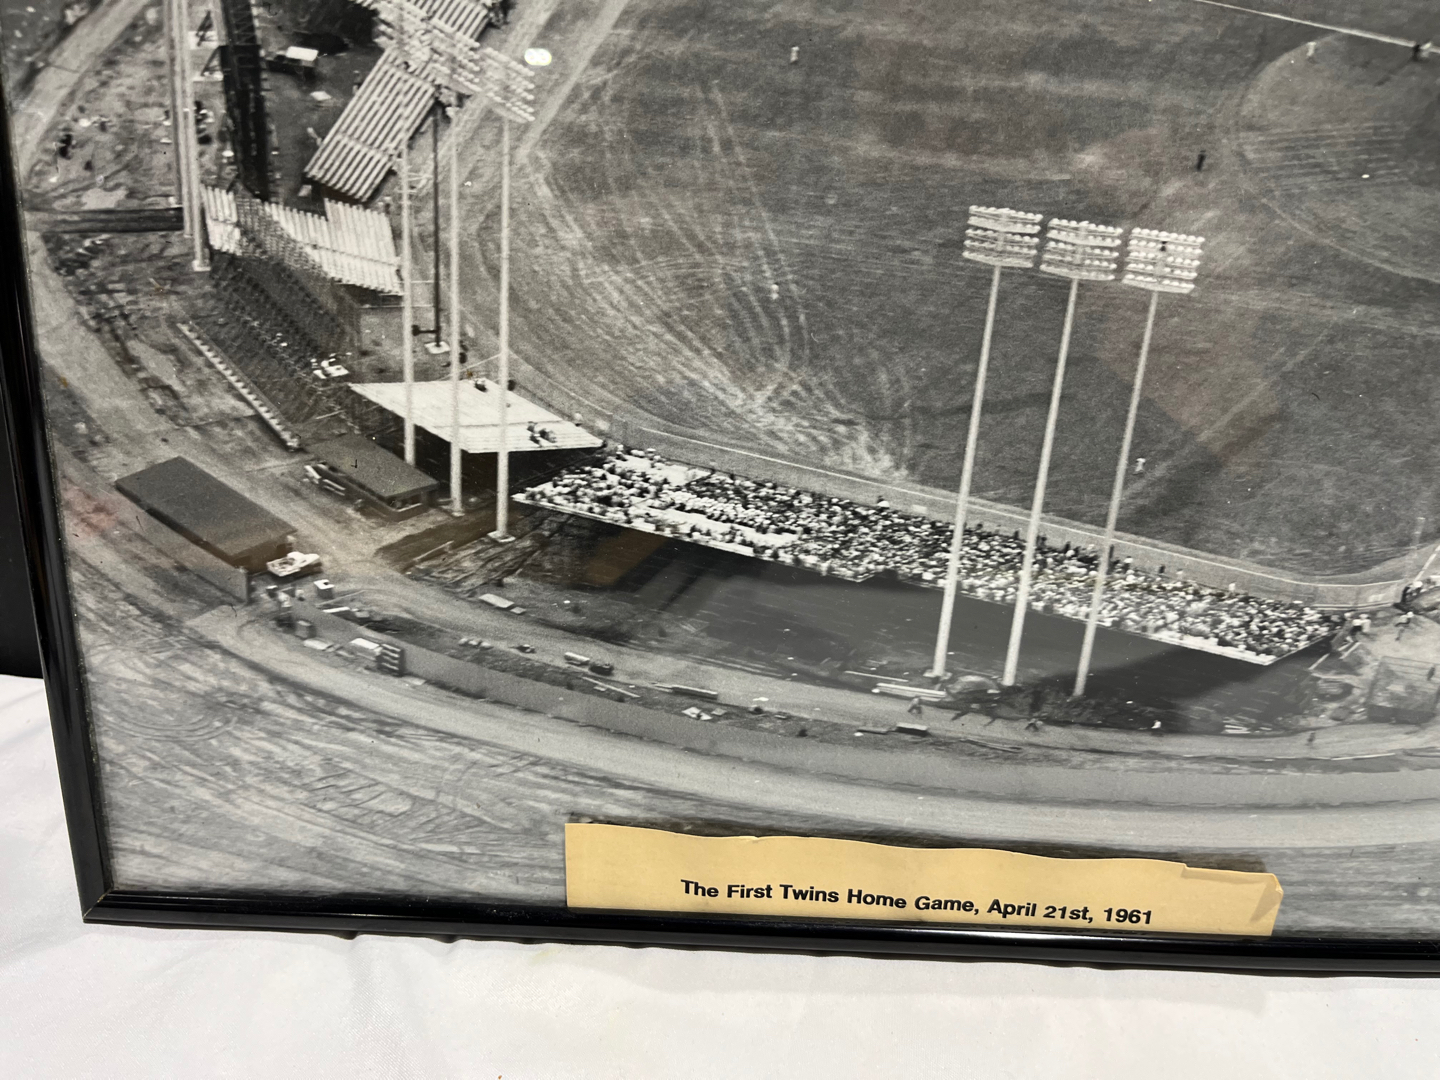 The First Twins Home Game, April 21st, 1961